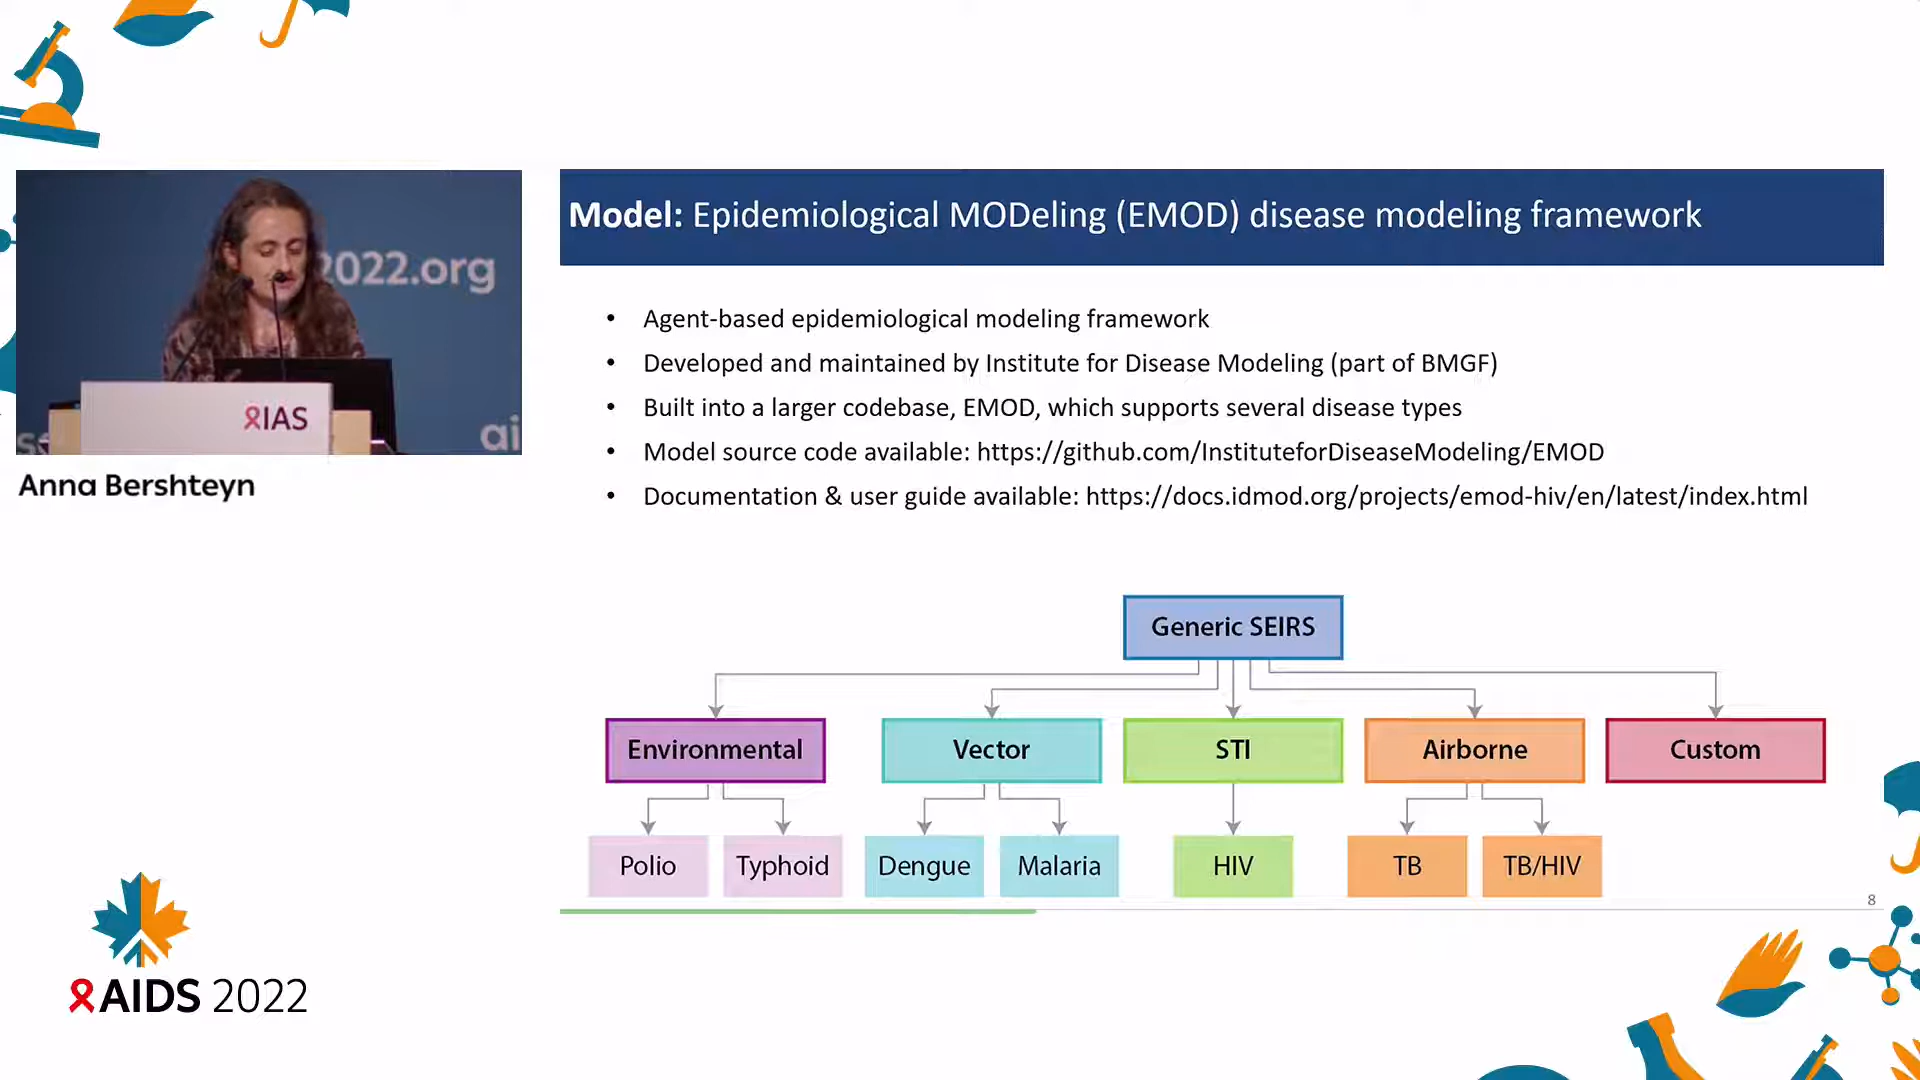 2022.org
IAS
ai
Anna Bershteyn
Model: Epidemiological MODeling (EMOD) disease modeling framework
• Agent-based epidemiological modeling framework
• Developed and maintained by Institute for Disease Modeling (part of BMGF)
• Built into a larger codebase, EMOD, which supports several disease types
• Model source code available: https://github.com/InstituteforDiseaseModeling/EMOD
• Documentation & user guide available: https://docs.idmod.org/projects/emod-hiv/en/latest/index.html
Generic SEIRS
Environmental Vector STI Airborne Custom
Polio Typhoid Dengue Malaria HIV TB TB/HIV
8
AIDS 2022